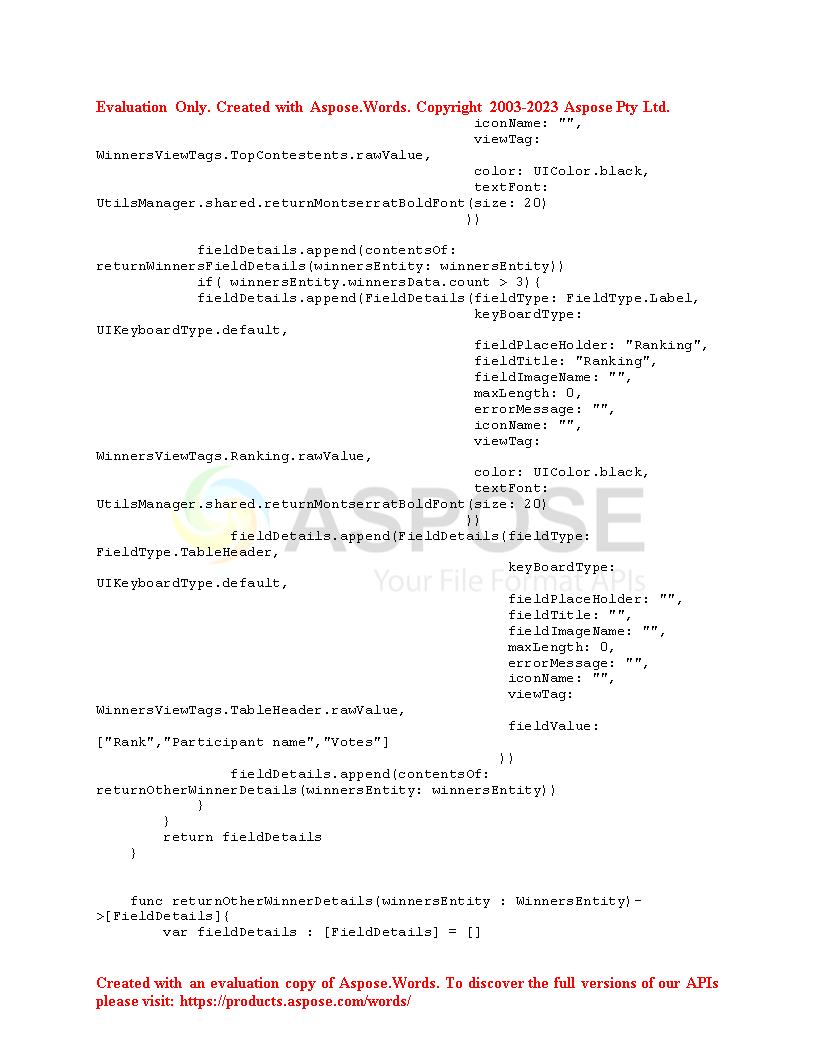 Evaluation Only. Created with Aspose.Words. Copyright 2003-2023 Aspose Pty Ltd.
iconName: "",
viewTag:
WinnersViewTags.TopContestents.rawValue,
color: UIColor.black,
textFont:
UtilsManager.shared.returnMontserratBoldFont(size: 20)
))
fieldDetails.append(contentsOf:
returnWinnersFieldDetails(winnersEntity: winnersEntity))
if( winnersEntity.winnersData.count > 3){
fieldDetails.append(FieldDetails(fieldType: FieldType.Label,
keyBoardType:
UIKeyboardType.default,
fieldPlaceHolder: "Ranking",
fieldTitle: "Ranking",
fieldImageName: "",
maxLength: 0,
errorMessage: "",
iconName: "",
viewTag:
WinnersViewTags.Ranking.rawValue,
color: UIColor.black,
textFont:
UtilsManager.shared.returnMontserratBoldFont(size: 20)
))
ASPOSE
fieldDetails.append(FieldDetails(fieldType:
FieldType.TableHeader,
keyBoardType:
Your File Format APIs
UIKeyboardType.default,
fieldPlaceHolder: "",
fieldTitle: "",
fieldImageName: "",
maxLength: 0,
errorMessage: "",
iconName: "",
viewTag:
WinnersViewTags.TableHeader.rawValue,
fieldValue:
["Rank","Participant name","Votes"]
))
fieldDetails.append(contentsOf:
returnOtherWinnerDetails(winnersEntity: winnersEntity))
}
}
return fieldDetails
}
func returnOtherWinnerDetails(winnersEntity : WinnersEntity)-
>[FieldDetails]{
var fieldDetails : [FieldDetails] = []
Created with an evaluation copy of Aspose.Words. To discover the full versions of our APIs
please visit: https://products.aspose.com/words/